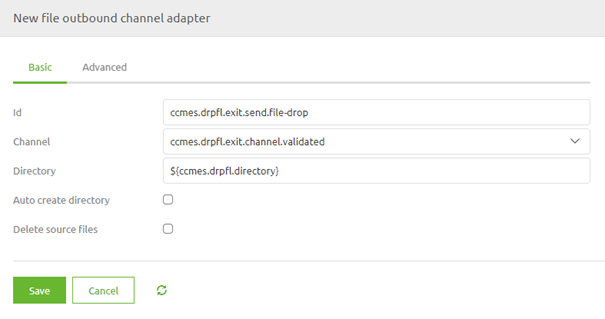 New file outbound channel adapter
Basic Advanced
Id ccmes.drpfl.exit.send.file-drop
Channel ccmes.drpfl.exit.channel.validated
Directory ${ccmes.drpfl.directory}
Auto create directory
Delete source files
Save Cancel